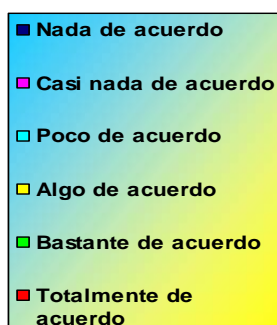 Nada de acuerdo
Casi nada de acuerdo
Poco de acuerdo
Algo de acuerdo
Bastante de acuerdo
Totalmente de
acuerdo